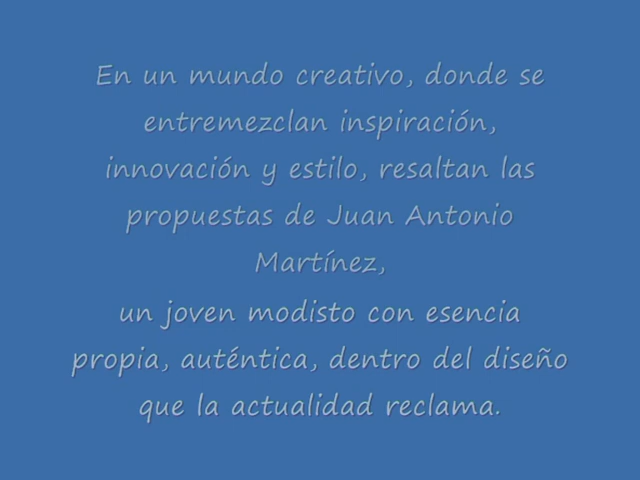 En un mundo creativo, donde se
entremezclan inspiración,
innovación y estilo, resaltan las
propuestas de Juan Antonio
Martínez,
un joven modisto con esencia
propia, auténtica, dentro del diseño
que la actualidad reclama.